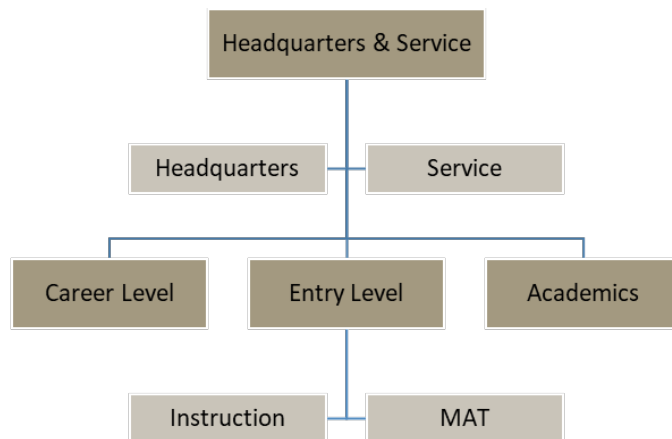 Headquarters & Service
Headquarters
Service
Career Level
Entry Level
Academics
Instruction
MAT